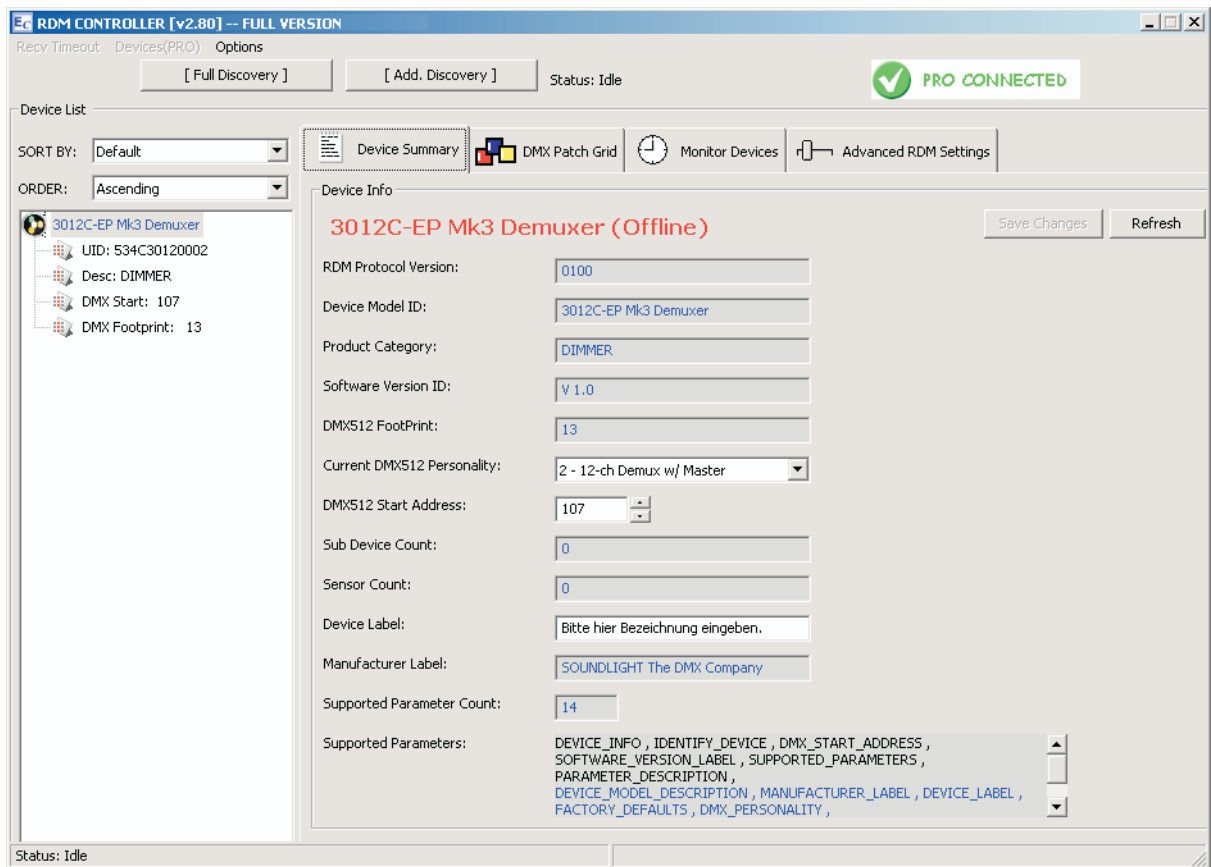 EC RDM CONTROLLER [v2.80] -- FULL VERSION
Recv Timeout Devices(PRO) Options
[ Full Discovery ] [ Add. Discovery ] Status: Idle PRO CONNECTED
Device List
SORT BY: Default
ORDER: Ascending
3012C-EP Mk3 Demuxer
UID: 534C30120002
Desc: DIMMER
DMX Start: 107
DMX Footprint: 13
Device Summary DMX Patch Grid Monitor Devices Advanced RDM Settings
Device Info
3012C-EP Mk3 Demuxer (Offline) Save Changes Refresh
RDM Protocol Version: 0100
Device Model ID: 3012C-EP Mk3 Demuxer
Product Category: DIMMER
Software Version ID: V 1.0
DMX512 FootPrint: 13
Current DMX512 Personality: 2 - 12-ch Demux w/ Master
DMX512 Start Address: 107
Sub Device Count: 0
Sensor Count: 0
Device Label: Bitte hier Bezeichnung eingeben.
Manufacturer Label: SOUNDLIGHT The DMX Company
Supported Parameter Count: 14
Supported Parameters: DEVICE_INFO , IDENTIFY_DEVICE , DMX_START_ADDRESS ,
SOFTWARE_VERSION_LABEL , SUPPORTED_PARAMETERS ,
PARAMETER_DESCRIPTION ,
DEVICE_MODEL_DESCRIPTION , MANUFACTURER_LABEL , DEVICE_LABEL ,
FACTORY_DEFAULTS , DMX_PERSONALITY ,
Status: Idle